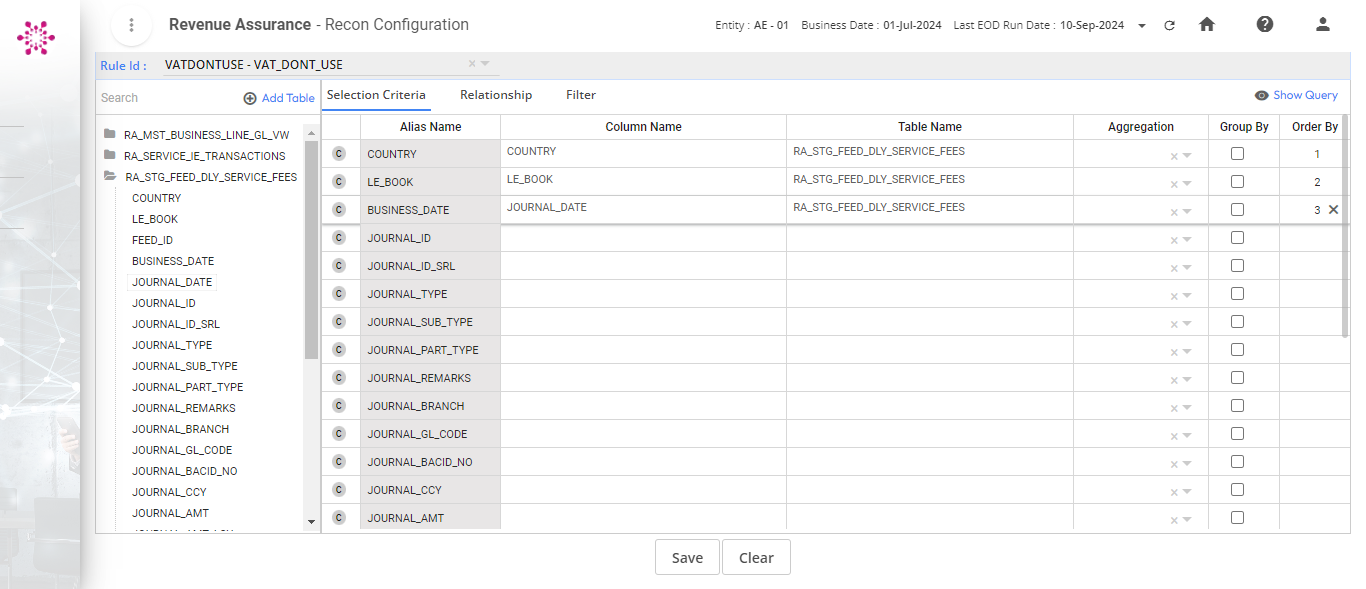 Revenue Assurance - Recon Configuration
Entity : AE - 01 Business Date : 01-Jul-2024 Last EOD Run Date : 10-Sep-2024
Rule Id : VATDONTUSE - VAT_DONT_USE
Search Add Table
Selection Criteria Relationship Filter Show Query
RA_MST_BUSINESS_LINE_GL_VW
RA_SERVICE_IE_TRANSACTIONS
RA_STG_FEED_DLY_SERVICE_FEES
COUNTRY
LE_BOOK
FEED_ID
BUSINESS_DATE
JOURNAL_DATE
JOURNAL_ID
JOURNAL_ID_SRL
JOURNAL_TYPE
JOURNAL_SUB_TYPE
JOURNAL_PART_TYPE
JOURNAL_REMARKS
JOURNAL_BRANCH
JOURNAL_GL_CODE
JOURNAL_BACID_NO
JOURNAL_CCY
JOURNAL_AMT
Alias Name Column Name Table Name Aggregation Group By Order By
C COUNTRY COUNTRY RA_STG_FEED_DLY_SERVICE_FEES 1
C LE_BOOK LE_BOOK RA_STG_FEED_DLY_SERVICE_FEES 2
C BUSINESS_DATE JOURNAL_DATE RA_STG_FEED_DLY_SERVICE_FEES 3
C JOURNAL_ID
C JOURNAL_ID_SRL
C JOURNAL_TYPE
C JOURNAL_SUB_TYPE
C JOURNAL_PART_TYPE
C JOURNAL_REMARKS
C JOURNAL_BRANCH
C JOURNAL_GL_CODE
C JOURNAL_BACID_NO
C JOURNAL_CCY
C JOURNAL_AMT
Save Clear